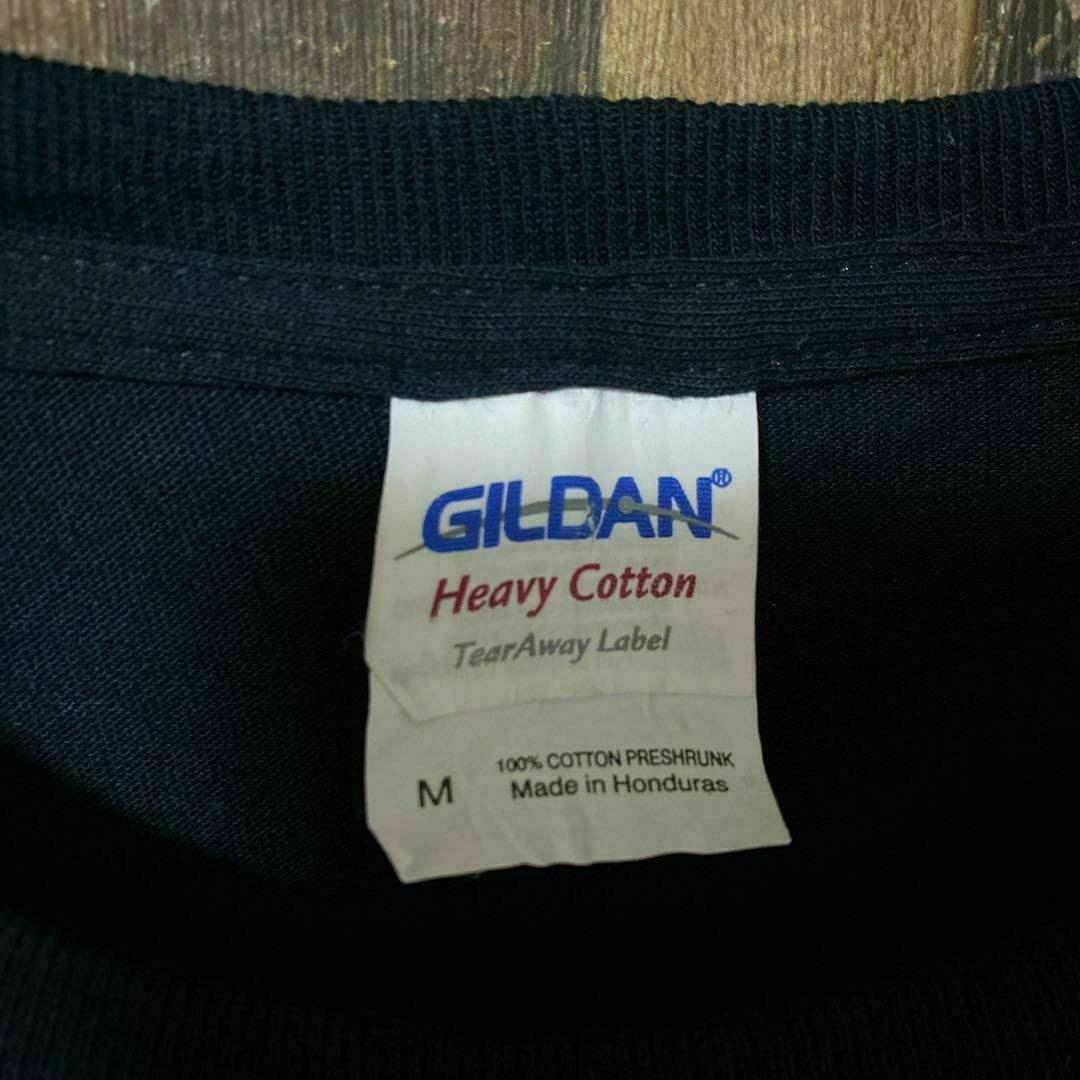 GILDAN®
Heavy Cotton
TearAway Label
M
100% COTTON PRESHRUNK
Made in Honduras